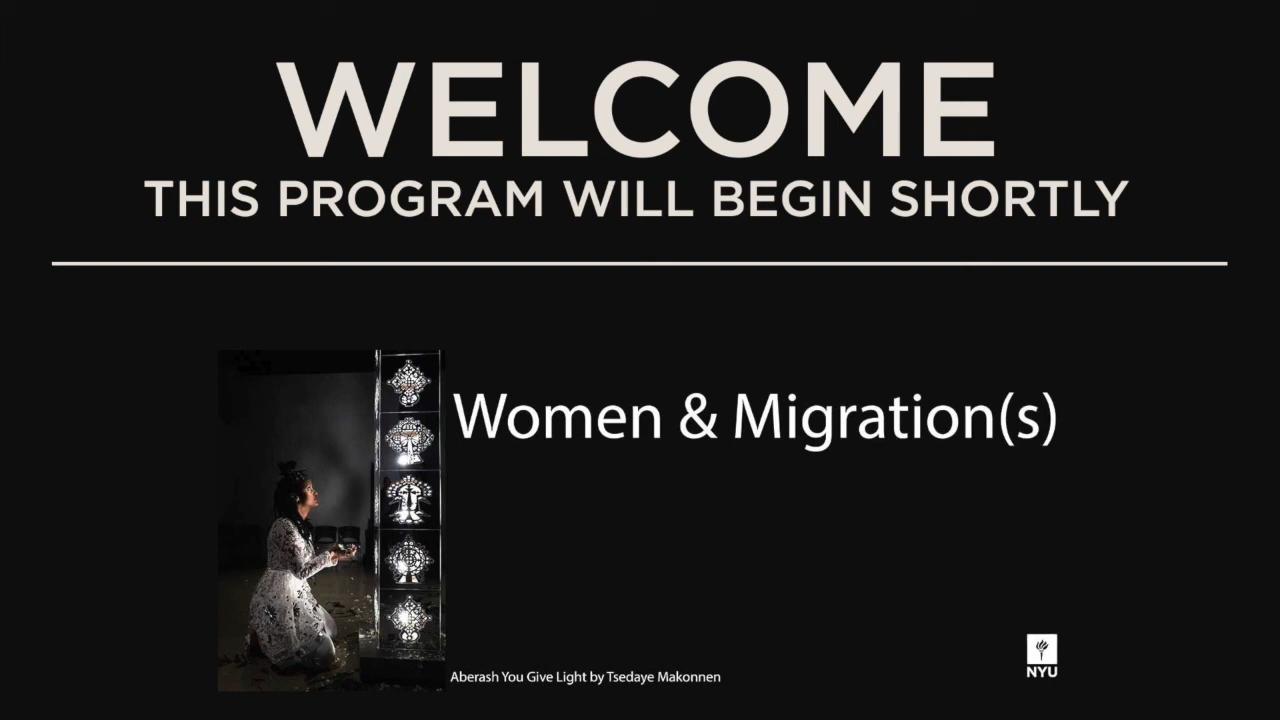 WELCOME
THIS PROGRAM WILL BEGIN SHORTLY
Women & Migration(s)
Aberash You Give Light by Tsedaye Makonnen
NYU